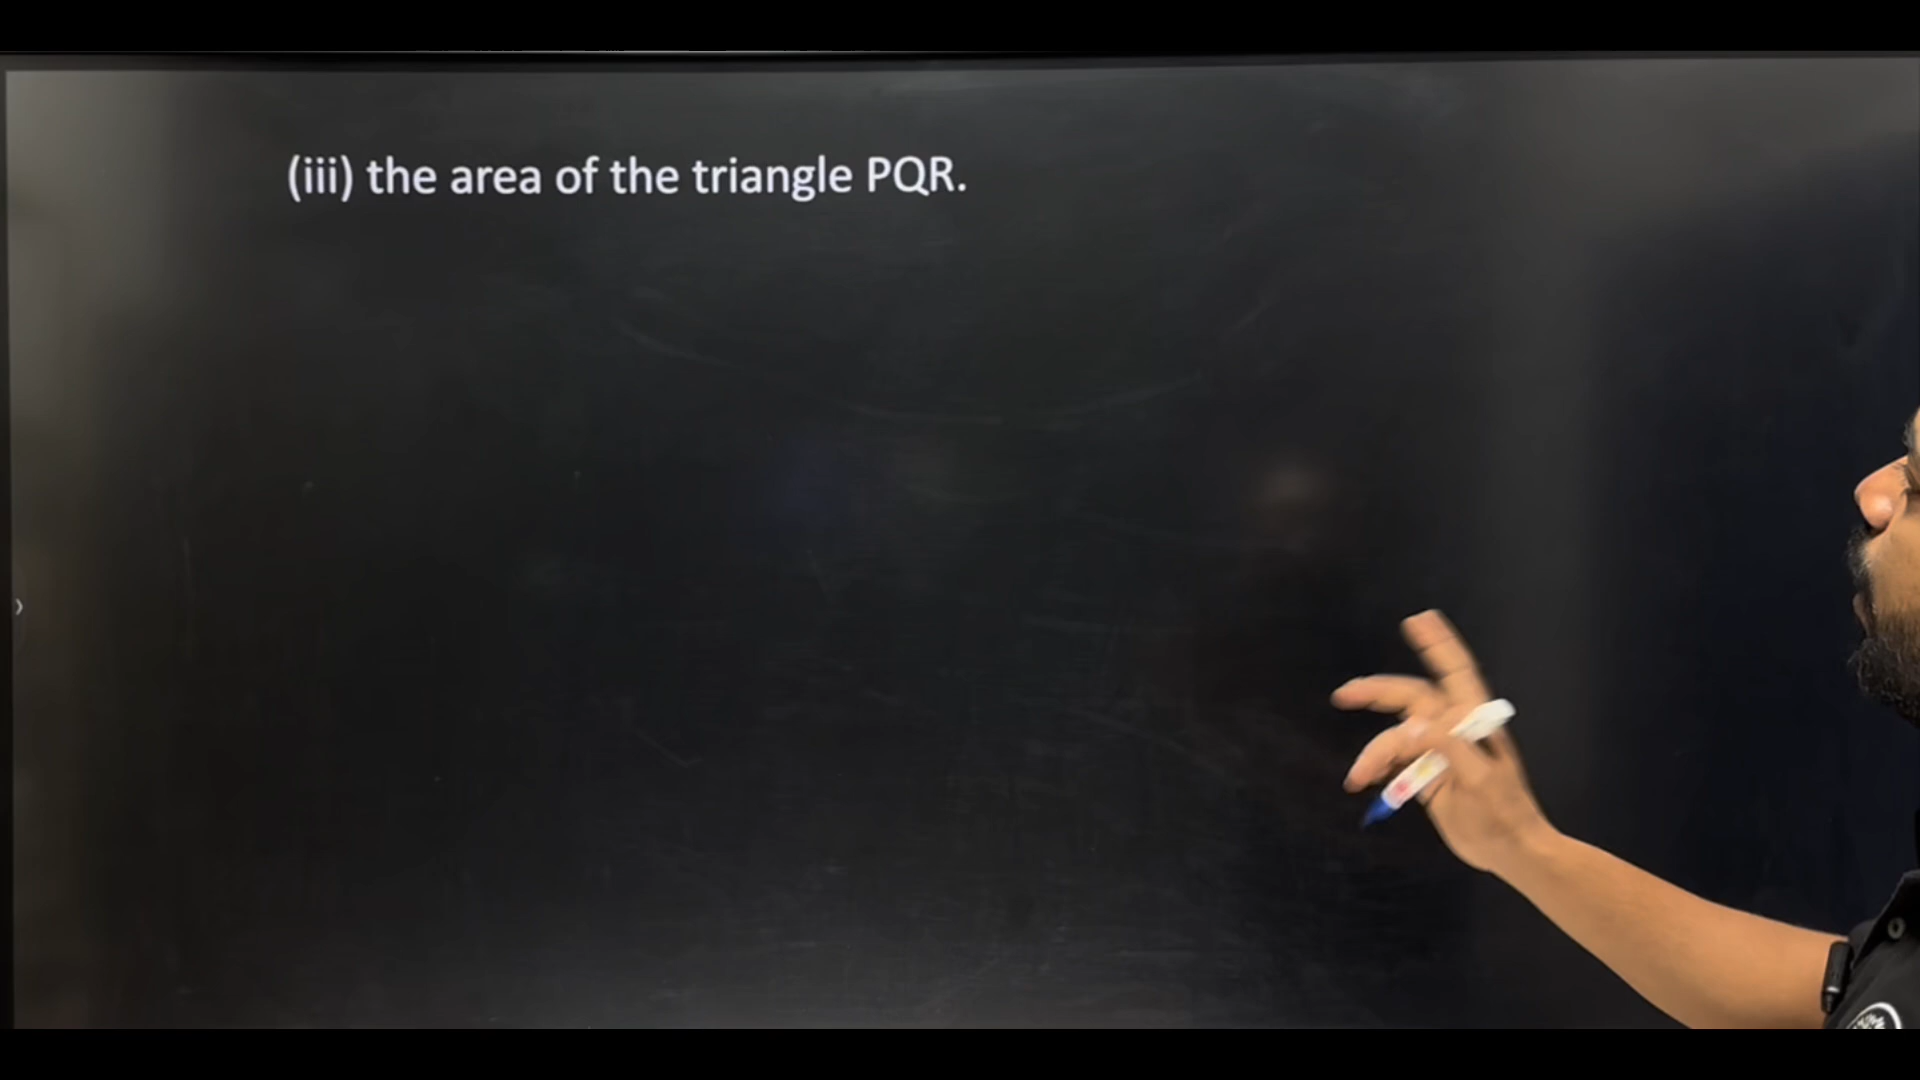 (iii) the area of the triangle PQR.